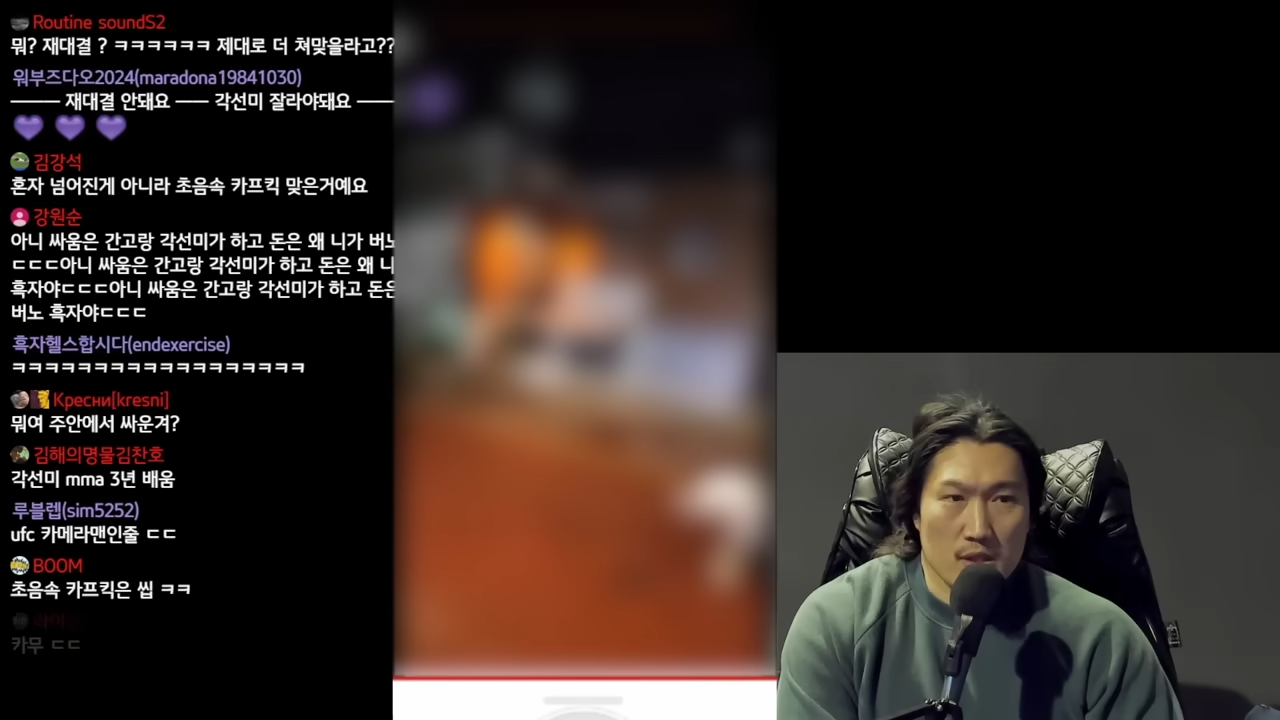 Routine soundS2
뭐? 재대결 ? ㅋㅋㅋㅋㅋㅋ 제대로 더 쳐맞을라고??
워부즈다오2024(maradona19841030)
――― 재대결 안돼요 ―― 각선미 잘라야돼요 ――
💜 💜 💜
김강석
혼자 넘어진게 아니라 초음속 카프킥 맞은거예요
강원순
아니 싸움은 간고랑 각선미가 하고 돈은 왜 니가 버노
ㄷㄷㄷ아니 싸움은 간고랑 각선미가 하고 돈은 왜 니
흑자야ㄷㄷㄷ아니 싸움은 간고랑 각선미가 하고 돈은
버노 흑자야ㄷㄷㄷ
흑자헬스합시다(endexercise)
ㅋㅋㅋㅋㅋㅋㅋㅋㅋㅋㅋㅋㅋㅋㅋㅋㅋㅋ
Кресни[kresni]
뭐여 주안에서 싸운겨?
김해의명물김찬호
각선미 mma 3년 배움
루블렙(sim5252)
ufc 카메라맨인줄 ㄷㄷ
BOOM
초음속 카프킥은 씹 ㅋㅋ
카무 ㄷㄷ